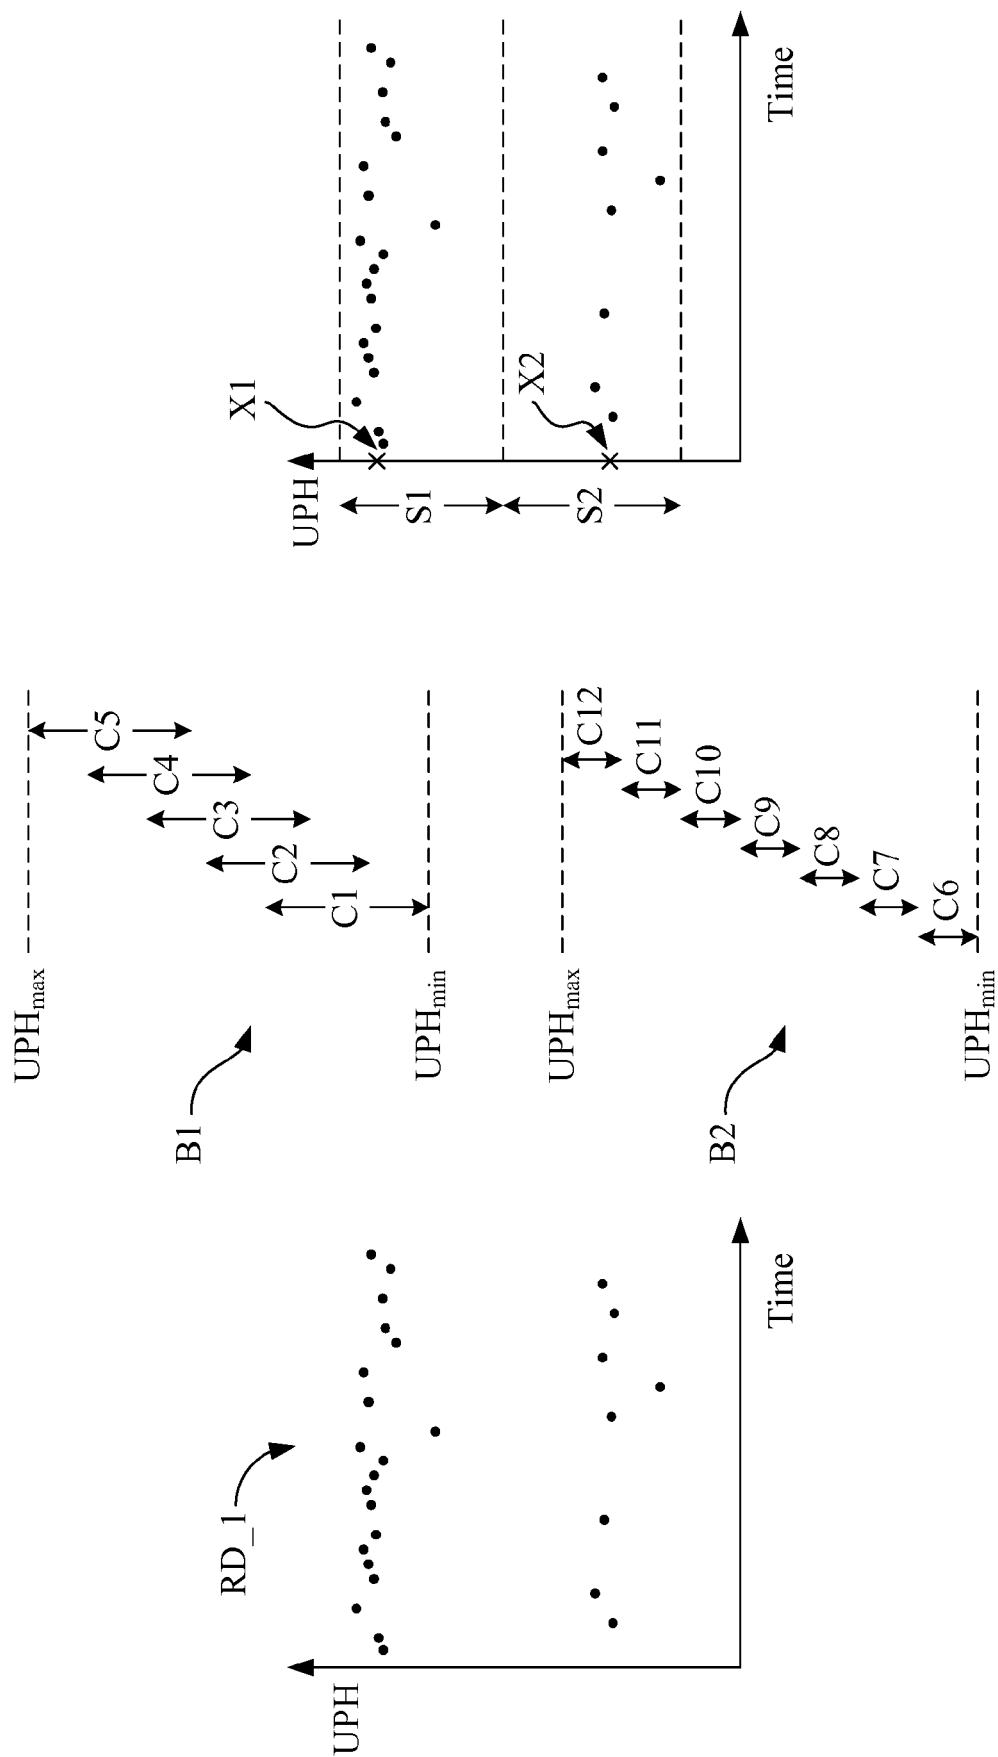 UPH
RD_1
Time
B1
UPHmax
UPHmin
C1
C2
C3
C4
C5
B2
UPHmax
UPHmin
C6
C7
C8
C9
C10
C11
C12
UPH
X1
X2
S1
S2
Time